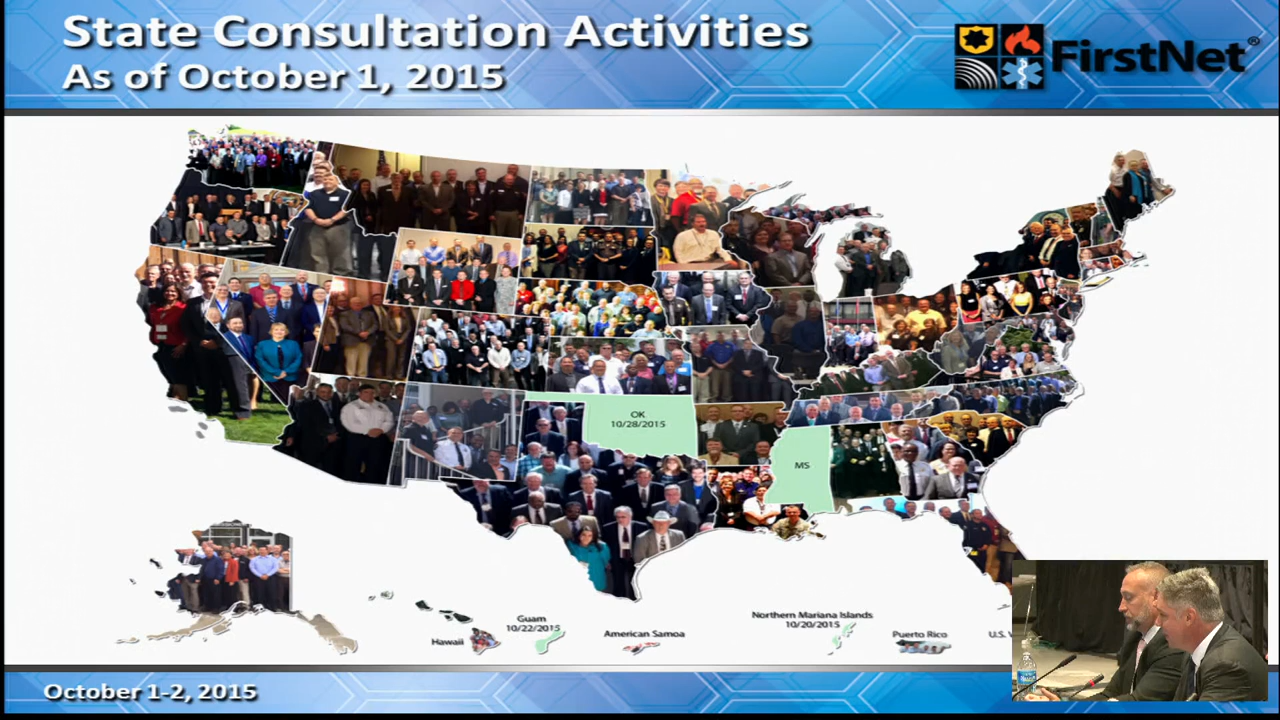 State Consultation Activities
As of October 1, 2015
FirstNet®
OK
10/28/2015
MS
Guam
10/22/2015
Hawaii
American Samoa
Northern Mariana Islands
10/20/2015
Puerto Rico
U.S.
October 1-2, 2015